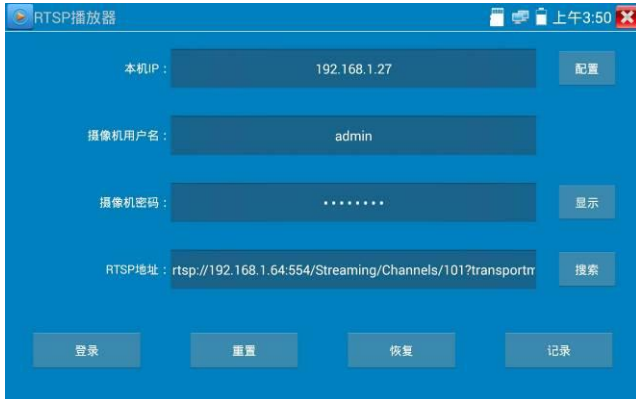 RTSP播放器 上午3:50
本机IP : 192.168.1.27 配置
摄像机用户名 : admin
摄像机密码 : •••••••• 显示
RTSP地址 : rtsp://192.168.1.64:554/Streaming/Channels/101?transportm 搜索
登录 重置 恢复 记录